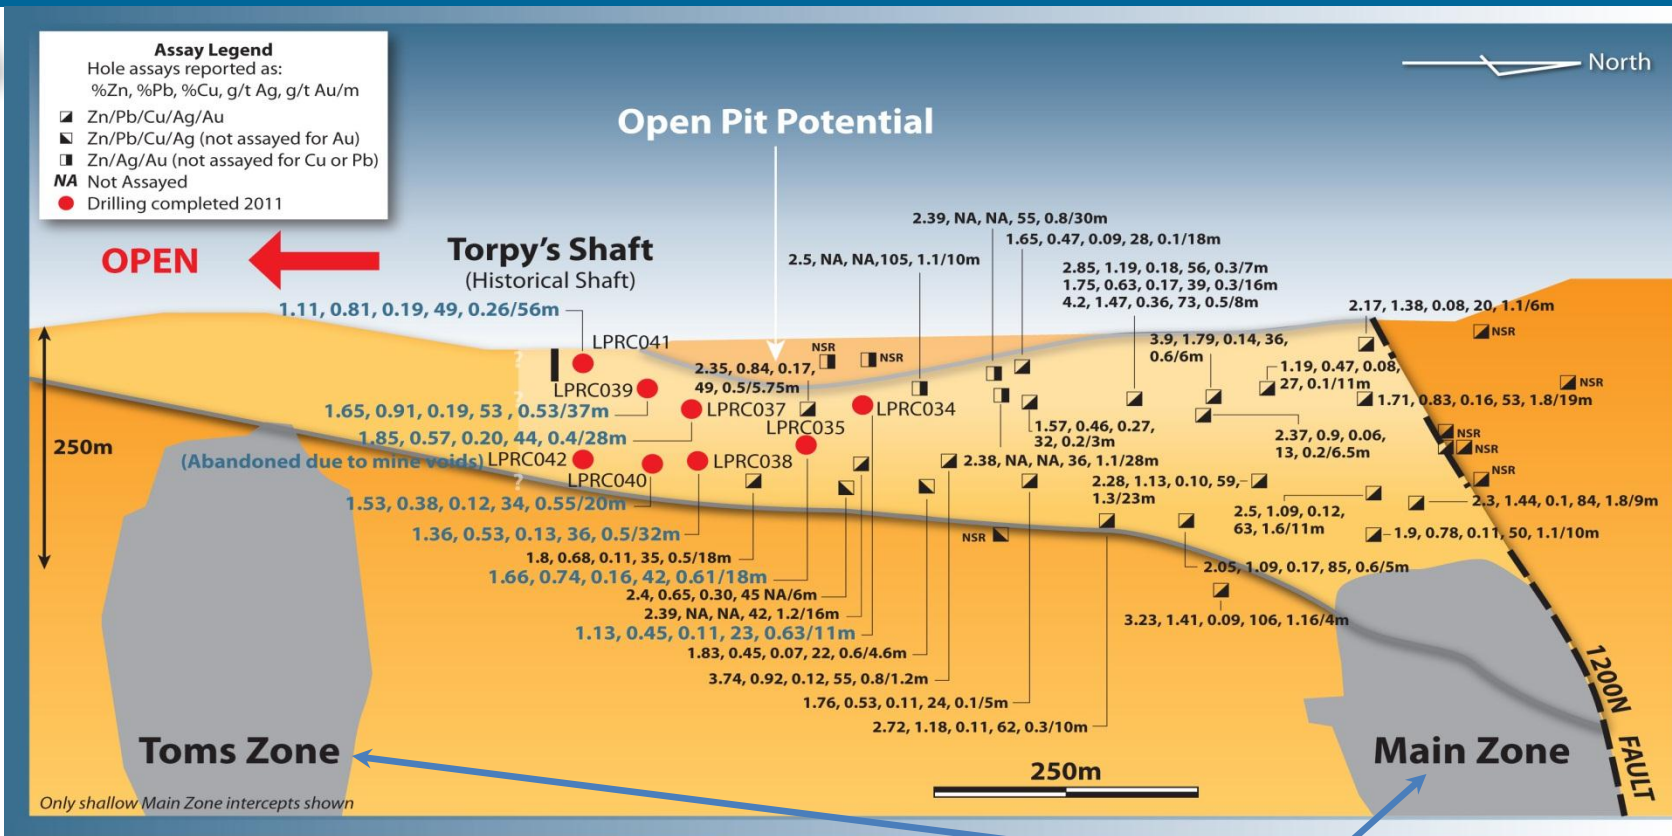 Assay Legend
Hole assays reported as:
%Zn, %Pb, %Cu, g/t Ag, g/t Au/m
Zn/Pb/Cu/Ag/Au
Zn/Pb/Cu/Ag (not assayed for Au)
Zn/Ag/Au (not assayed for Cu or Pb)
NA Not Assayed
Drilling completed 2011
North
Open Pit Potential
OPEN
Torpy's Shaft
(Historical Shaft)
2.39, NA, NA, 55, 0.8/30m
1.65, 0.47, 0.09, 28, 0.1/18m
2.5, NA, NA,105, 1.1/10m
2.85, 1.19, 0.18, 56, 0.3/7m
1.75, 0.63, 0.17, 39, 0.3/16m
4.2, 1.47, 0.36, 73, 0.5/8m
1.11, 0.81, 0.19, 49, 0.26/56m
2.17, 1.38, 0.08, 20, 1.1/6m
NSR
LPRC041
3.9, 1.79, 0.14, 36,
0.6/6m
NSR
NSR
?
2.35, 0.84, 0.17,
49, 0.5/5.75m
1.19, 0.47, 0.08,
27, 0.1/11m
NSR
LPRC039
?
1.65, 0.91, 0.19, 53 , 0.53/37m
LPRC037
LPRC034
1.71, 0.83, 0.16, 53, 1.8/19m
LPRC035
1.57, 0.46, 0.27,
32, 0.2/3m
2.37, 0.9, 0.06,
13, 0.2/6.5m
1.85, 0.57, 0.20, 44, 0.4/28m
250m
NSR
NSR
(Abandoned due to mine voids)
LPRC042
LPRC038
2.38, NA, NA, 36, 1.1/28m
LPRC040
?
2.28, 1.13, 0.10, 59,
1.3/23m
NSR
1.53, 0.38, 0.12, 34, 0.55/20m
2.5, 1.09, 0.12,
63, 1.6/11m
2.3, 1.44, 0.1, 84, 1.8/9m
1.36, 0.53, 0.13, 36, 0.5/32m
NSR
1.9, 0.78, 0.11, 50, 1.1/10m
1.8, 0.68, 0.11, 35, 0.5/18m
2.05, 1.09, 0.17, 85, 0.6/5m
1.66, 0.74, 0.16, 42, 0.61/18m
2.4, 0.65, 0.30, 45 NA/6m
2.39, NA, NA, 42, 1.2/16m
3.23, 1.41, 0.09, 106, 1.16/4m
1.13, 0.45, 0.11, 23, 0.63/11m
1.83, 0.45, 0.07, 22, 0.6/4.6m
3.74, 0.92, 0.12, 55, 0.8/1.2m
1.76, 0.53, 0.11, 24, 0.1/5m
2.72, 1.18, 0.11, 62, 0.3/10m
1200N FAULT
Toms Zone
Main Zone
250m
Only shallow Main Zone intercepts shown